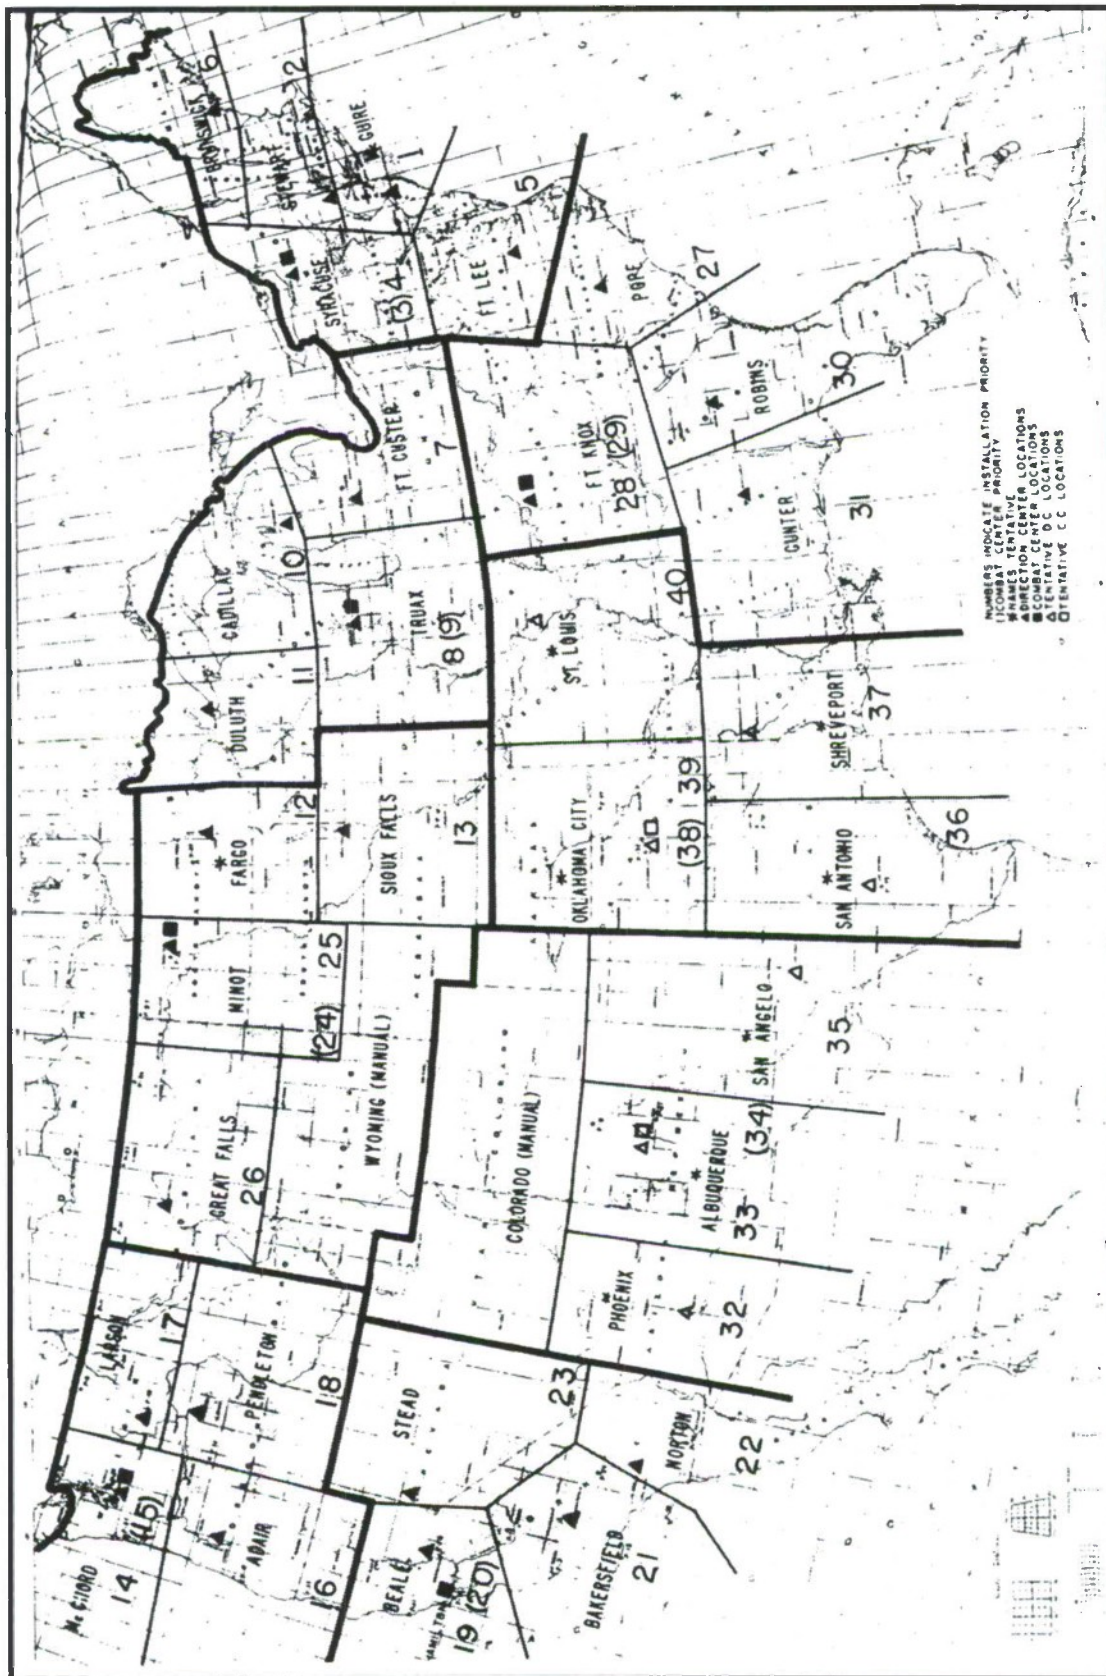 McCHORD
14
(15)
LARSON
17
ADAIR
16
PENDLETON
18
GREAT FALLS
26
MINOT
(24) 25
WYOMING (MANUAL)
*
FARGO
12
SIOUX FALLS
13
DULUTH
11
CADILLAC
10
TRUAX
8 (9)
FT CUSTER
7
SYRACUSE
(3) 4
BRUNSWICK
6
STEWART
2
McGUIRE
1
FT LEE
5
BEALE
HAMILTON
19 (20)
STEAD
23
BAKERSFIELD
21
NORTON
22
COLORADO (MANUAL)
*
PHOENIX
32
*
ALBUQUERQUE
33 (34)
*
SAN ANGELO
35
*
OKLAHOMA CITY
(38) 39
*
ST. LOUIS
40
*
SAN ANTONIO
36
*
SHREVEPORT
37
FT KNOX
28 (29)
POPE
27
ROBINS
30
GUNTER
31
NUMBERS INDICATE INSTALLATION PRIORITY
( ) COMBAT CENTER PRIORITY
* NAMES TENTATIVE
▲ DIRECTION CENTER LOCATIONS
■ COMBAT CENTER LOCATIONS
△ TENTATIVE DC LOCATIONS
□ TENTATIVE CC LOCATIONS